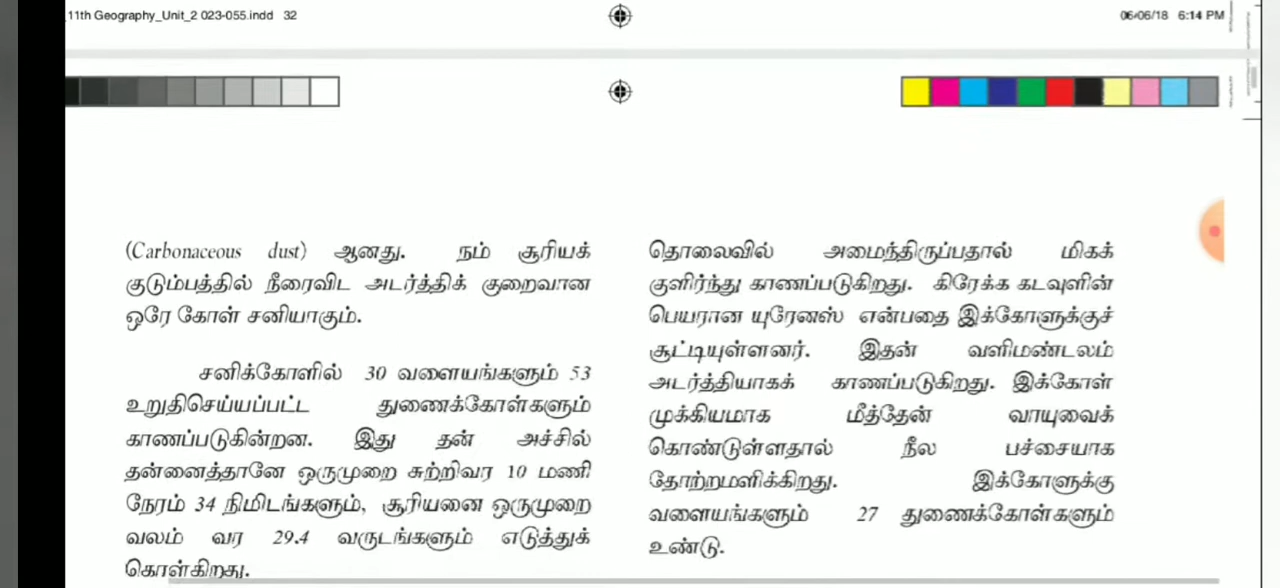 11th Geography_Unit_2 023-055.indd 32
06/06/18 6:14 PM
(Carbonaceous dust) ஆனது. நம் சூரியக்
குடும்பத்தில் நீரைவிட அடர்த்திக் குறைவான
ஒரே கோள் சனியாகும்.
சனிக்கோளில் 30 வளையங்களும் 53
உறுதிசெய்யப்பட்ட துணைக்கோள்களும்
காணப்படுகின்றன. இது தன் அச்சில்
தன்னைத்தானே ஒருமுறை சுற்றிவர 10 மணி
நேரம் 34 நிமிடங்களும், சூரியனை ஒருமுறை
வலம் வர 29.4 வருடங்களும் எடுத்துக்
கொள்கிறது.
தொலைவில் அமைந்திருப்பதால் மிகக்
குளிர்ந்து காணப்படுகிறது. கிரேக்க கடவுளின்
பெயரான யுரேனஸ் என்பதை இக்கோளுக்குச்
சூட்டியுள்ளனர். இதன் வளிமண்டலம்
அடர்த்தியாகக் காணப்படுகிறது. இக்கோள்
முக்கியமாக மீத்தேன் வாயுவைக்
கொண்டுள்ளதால் நீல பச்சையாக
தோற்றமளிக்கிறது. இக்கோளுக்கு
வளையங்களும் 27 துணைக்கோள்களும்
உண்டு.